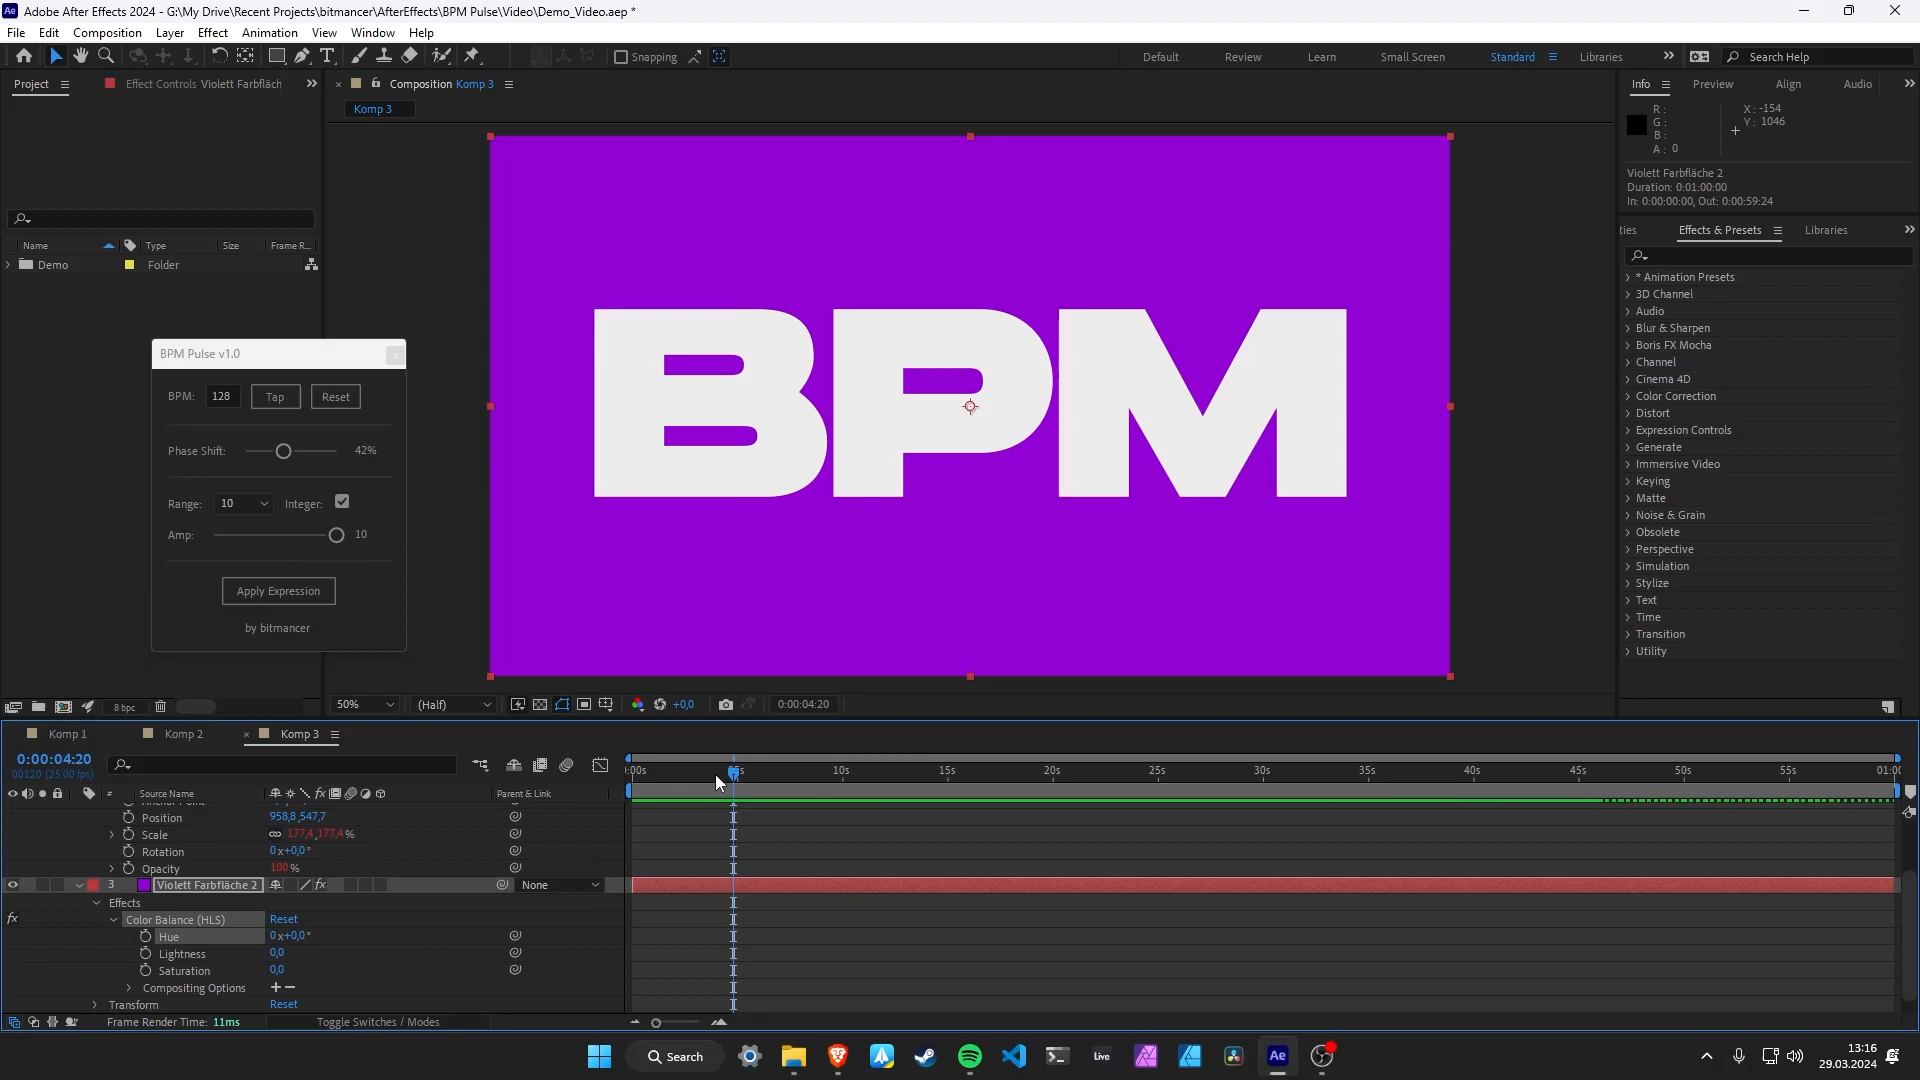 Adobe After Effects 2024 - G:\My Drive\Recent Projects\bitmancer\AfterEffects\BPM Pulse\Video\Demo_Video.aep *
File Edit Composition Layer Effect Animation View Window Help
Snapping
Default Review Learn Small Screen Standard Libraries Search Help
Project Effect Controls Violett Farbfläch
Composition Komp 3
Komp 3
Info Preview Align Audio
R: X: -154
G: Y: 1046
B:
A: 0
Violett Farbfläche 2
Duration: 0:01:00:00
In: 0:00:00:00, Out: 0:00:59:24
ties Effects & Presets Libraries
* Animation Presets
3D Channel
Audio
Blur & Sharpen
Boris FX Mocha
Channel
Cinema 4D
Color Correction
Distort
Expression Controls
Generate
Immersive Video
Keying
Matte
Noise & Grain
Obsolete
Perspective
Simulation
Stylize
Text
Time
Transition
Utility
Name Type Size Frame R...
Demo Folder
BPM
BPM Pulse v1.0
BPM: 128 Tap Reset
Phase Shift: 42%
Range: 10 Integer:
Amp: 10
Apply Expression
by bitmancer
8 bpc
50% (Half) +0,0 0:00:04:20
Komp 1 Komp 2 Komp 3
0:00:04:20
00120 (25.00 fps)
:00s 10s 15s 20s 25s 30s 35s 40s 45s 50s 55s 01:00
# Source Name Parent & Link
Position 958,8,547,7
Scale 177,4,177,4%
Rotation 0x+0,0°
Opacity 100%
3 Violett Farbfläche 2 fx None
Effects
fx Color Balance (HLS) Reset
Hue 0x+0,0°
Lightness 0,0
Saturation 0,0
Compositing Options + −
Transform Reset
Frame Render Time: 11ms Toggle Switches / Modes
Search Live Ae
13:16
29.03.2024